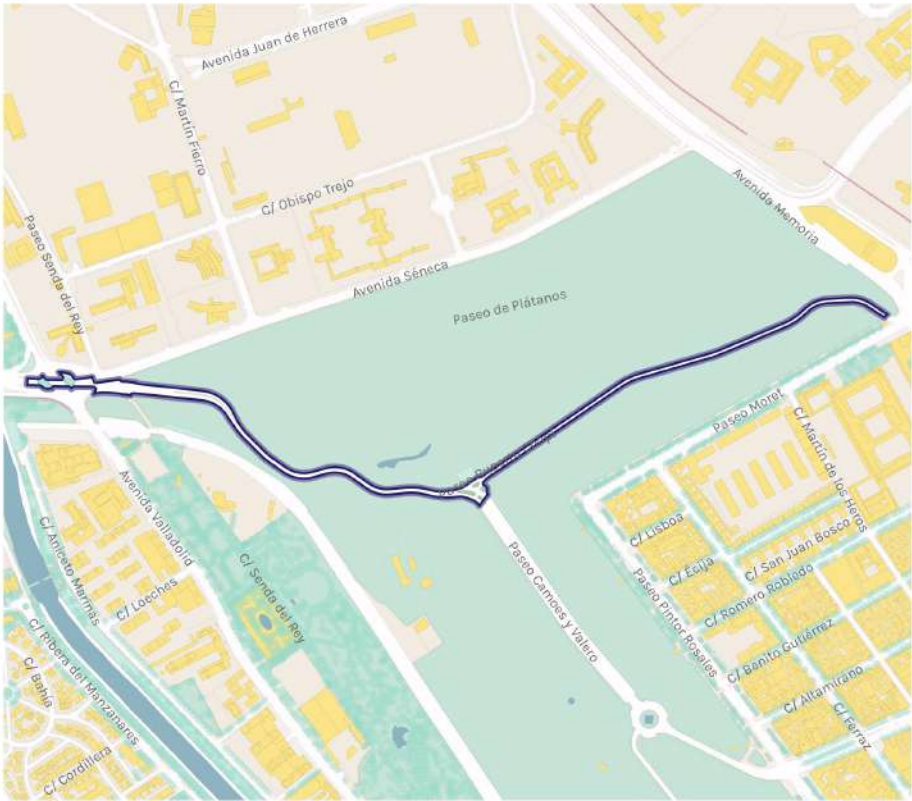 Avenida Juan de Herrera
C/ Martín Fierro
C/ Obispo Trejo
Avenida Memoria
Paseo Senda del Rey
Avenida Séneca
Paseo de Plátanos
Paseo Moret
C/ Martín de los Heros
Avenida Valladolid
C/ Lisboa
C/ San Juan Bosco
C/ Écija
C/ Romero Robledo
C/ Aniceto Marinas
C/ Loeches
C/ Senda del Rey
Paseo Camoes y Valero
Paseo Pintor Rosales
C/ Benito Gutiérrez
C/ Altamirano
C/ Ribera del Manzanares
C/ Bahía
C/ Ferraz
C/ Cordillera